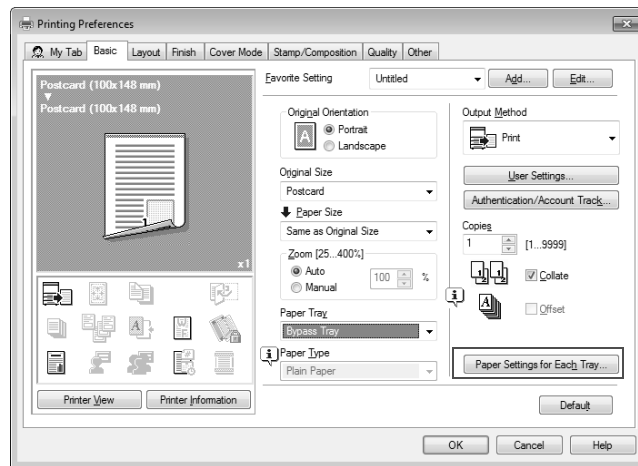 Printing Preferences
My Tab Basic Layout Finish Cover Mode Stamp/Composition Quality Other
Postcard (100x148 mm)
Postcard (100x148 mm)
1
x1
Printer View Printer Information
Favorite Setting Untitled Add... Edit...
Original Orientation
A Portrait
Landscape
Original Size
Postcard
Paper Size
Same as Original Size
Zoom [25...400%]
Auto
Manual
100 %
Paper Tray
Bypass Tray
Paper Type
Plain Paper
Output Method
Print
User Settings...
Authentication/Account Track...
Copies
1 [1...9999]
Collate
Offset
Paper Settings for Each Tray...
Default
OK Cancel Help